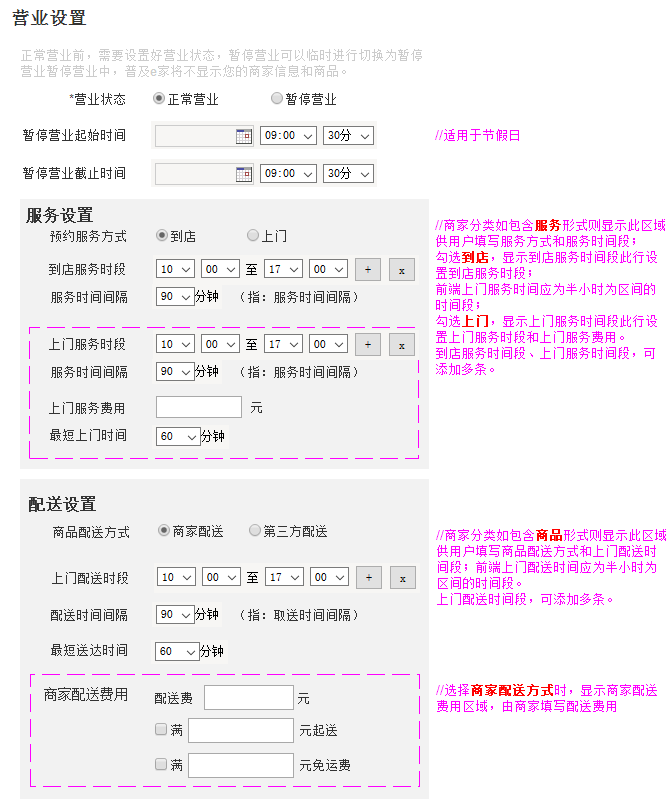 营业设置
正常营业前，需要设置好营业状态，暂停营业可以临时进行切换为暂停
营业暂停营业中，普及e家将不显示您的商家信息和商品。
*营业状态 正常营业 暂停营业
暂停营业起始时间 09:00 30分 //适用于节假日
暂停营业截止时间 09:00 30分
服务设置
预约服务方式 到店 上门
到店服务时段 10 00 至 17 00 + x
服务时间间隔 90 分钟 （指：服务时间间隔）
上门服务时段 10 00 至 17 00 + x
服务时间间隔 90 分钟 （指：服务时间间隔）
上门服务费用 元
最短上门时间 60 分钟
//商家分类如包含服务形式则显示此区域
供用户填写服务方式和服务时间段；
勾选到店，显示到店服务时间段此行设
置到店服务时段；
前端上门服务时间应为半小时为区间的
时间段；
勾选上门，显示上门服务时间段此行设
置上门服务时段和上门服务费用。
到店服务时间段、上门服务时间段，可
添加多条。
配送设置
商品配送方式 商家配送 第三方配送
上门配送时段 10 00 至 17 00 + x
配送时间间隔 90 分钟 （指：取送时间间隔）
最短送达时间 60 分钟
//商家分类如包含商品形式则显示此区域
供用户填写商品配送方式和上门配送时
间段；前端上门配送时间应为半小时为
区间的时间段。
上门配送时间段，可添加多条。
商家配送费用 配送费 元
满 元起送
满 元免运费
//选择商家配送方式时，显示商家配送
费用区域，由商家填写配送费用